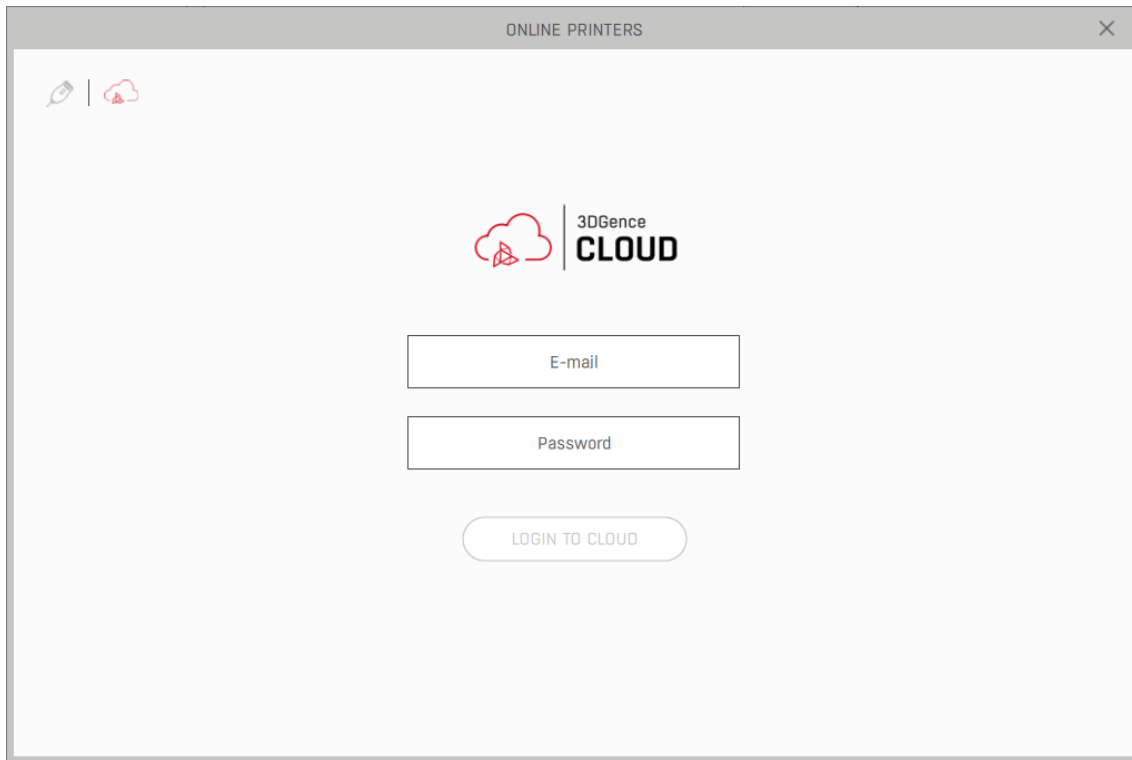 ONLINE PRINTERS
3DGence
CLOUD
E-mail
Password
LOGIN TO CLOUD